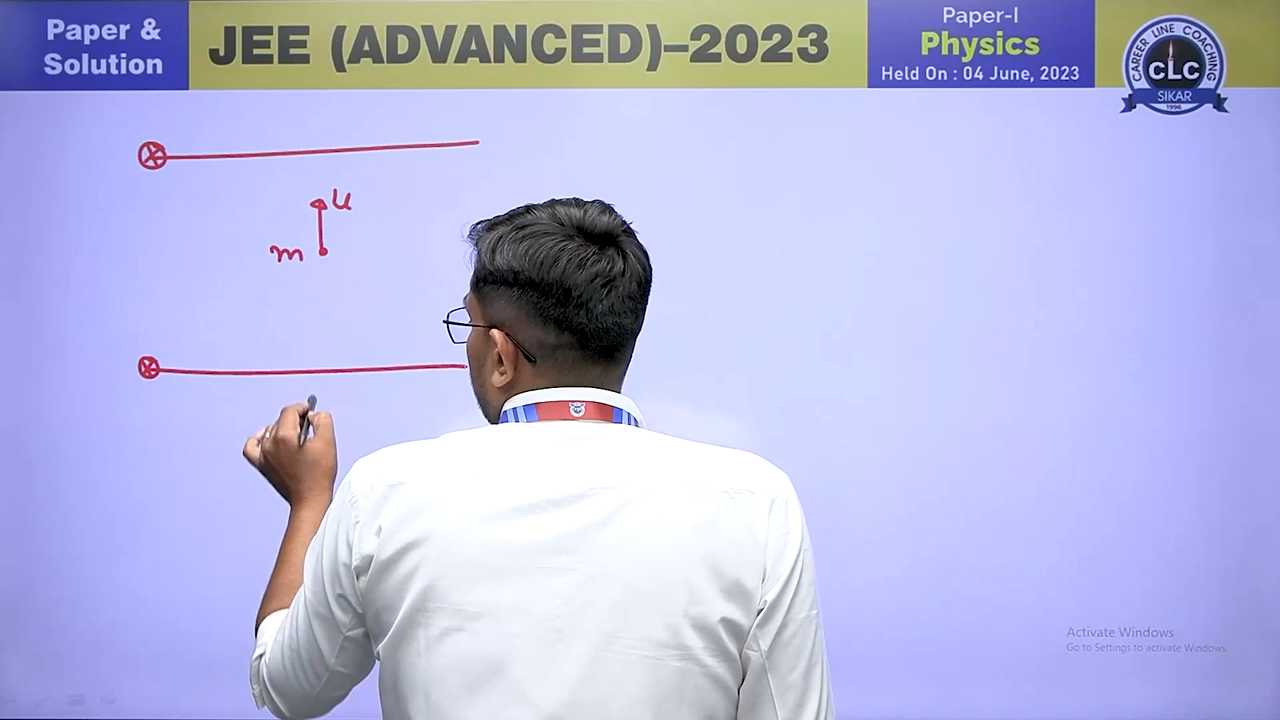 Paper &
Solution
JEE (ADVANCED)–2023
Paper-I
Physics
Held On : 04 June, 2023
CAREER LINE COACHING
CLC
SIKAR
1996
u
m
Activate Windows
Go to Settings to activate Windows.